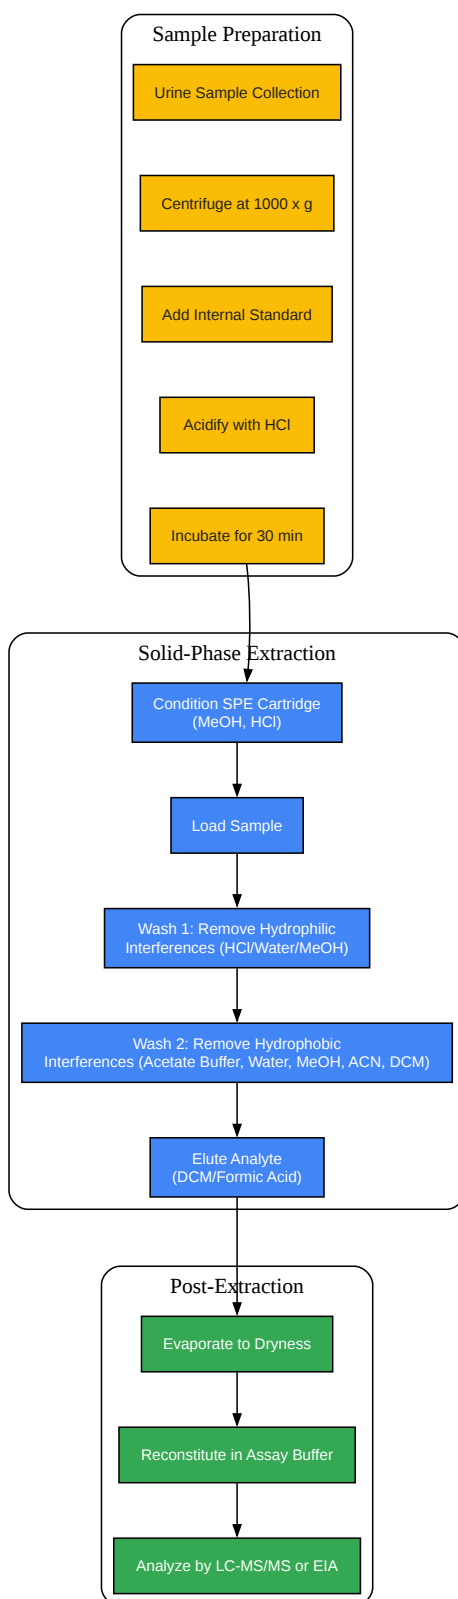 Sample Preparation
Urine Sample Collection
Centrifuge at 1000 x g
Add Internal Standard
Acidify with HCl
Incubate for 30 min
Solid-Phase Extraction
Condition SPE Cartridge
(MeOH, HCl)
Load Sample
Wash 1: Remove Hydrophilic
Interferences (HCl/Water/MeOH)
Wash 2: Remove Hydrophobic
Interferences (Acetate Buffer, Water, MeOH, ACN, DCM)
Elute Analyte
(DCM/Formic Acid)
Post-Extraction
Evaporate to Dryness
Reconstitute in Assay Buffer
Analyze by LC-MS/MS or EIA